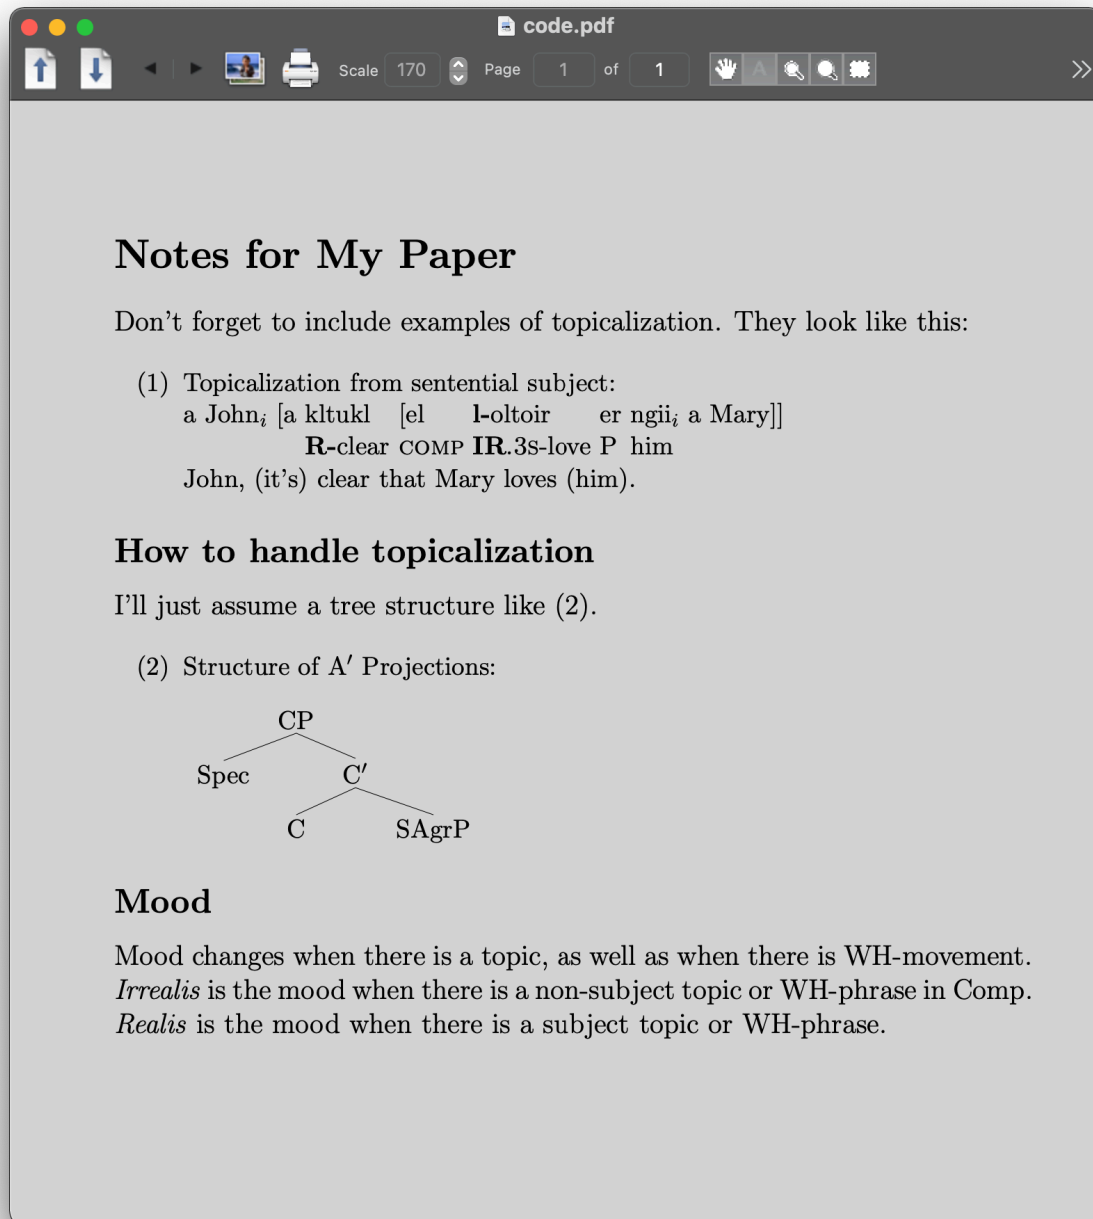 code.pdf
Scale 170 Page 1 of 1
Notes for My Paper
Don't forget to include examples of topicalization. They look like this:
(1) Topicalization from sentential subject:
a Johnᵢ [a kltukl [el l-oltoir er ngiiᵢ a Mary]]
R-clear COMP IR.3S-love P him
John, (it's) clear that Mary loves (him).
How to handle topicalization
I'll just assume a tree structure like (2).
(2) Structure of A′ Projections:
CP
Spec C′
C SAgrP
Mood
Mood changes when there is a topic, as well as when there is WH-movement.
Irrealis is the mood when there is a non-subject topic or WH-phrase in Comp.
Realis is the mood when there is a subject topic or WH-phrase.